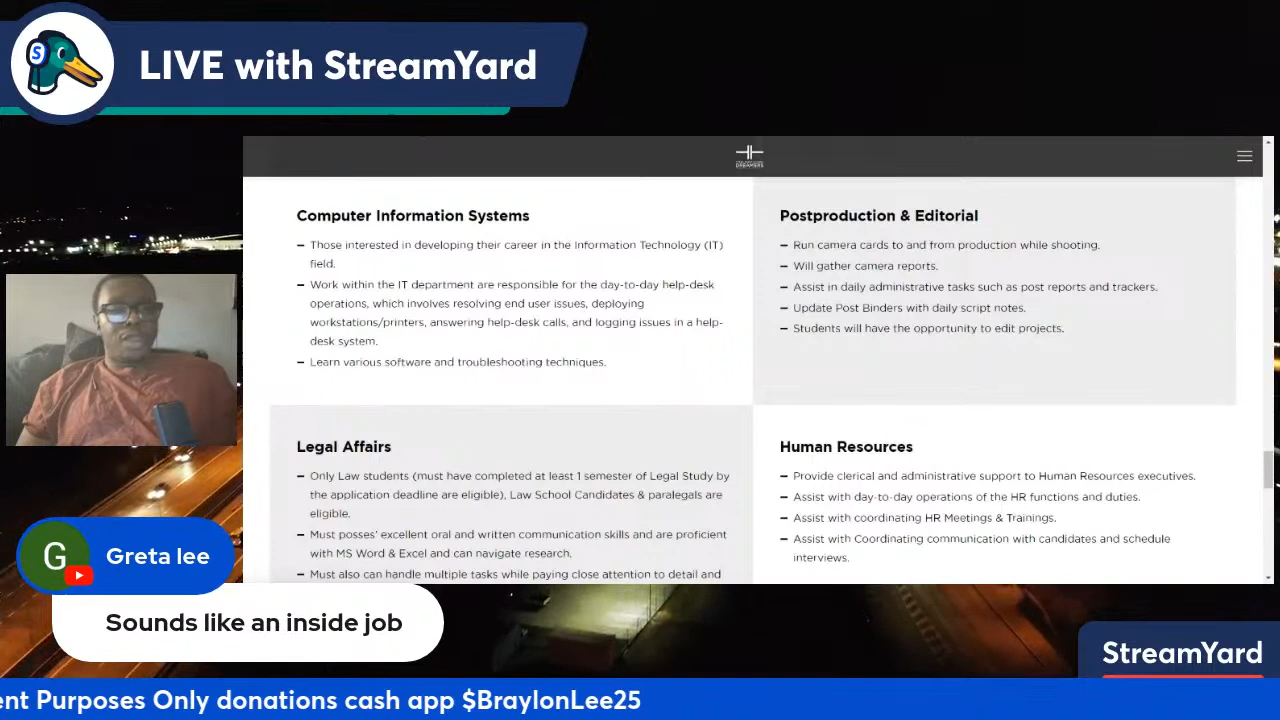 S
LIVE with StreamYard
DREAMERS
Computer Information Systems
– Those interested in developing their career in the Information Technology (IT)
field.
– Work within the IT department are responsible for the day-to-day help-desk
operations, which involves resolving end user issues, deploying
workstations/printers, answering help-desk calls, and logging issues in a help-
desk system.
– Learn various software and troubleshooting techniques.
Postproduction & Editorial
– Run camera cards to and from production while shooting.
– Will gather camera reports.
– Assist in daily administrative tasks such as post reports and trackers.
– Update Post Binders with daily script notes.
– Students will have the opportunity to edit projects.
Legal Affairs
– Only Law students (must have completed at least 1 semester of Legal Study by
the application deadline are eligible), Law School Candidates & paralegals are
eligible.
– Must posses' excellent oral and written communication skills and are proficient
with MS Word & Excel and can navigate research.
– Must also can handle multiple tasks while paying close attention to detail and
Human Resources
– Provide clerical and administrative support to Human Resources executives.
– Assist with day-to-day operations of the HR functions and duties.
– Assist with coordinating HR Meetings & Trainings.
– Assist with Coordinating communication with candidates and schedule
interviews.
G
Greta lee
Sounds like an inside job
StreamYard
ent Purposes Only donations cash app $BraylonLee25